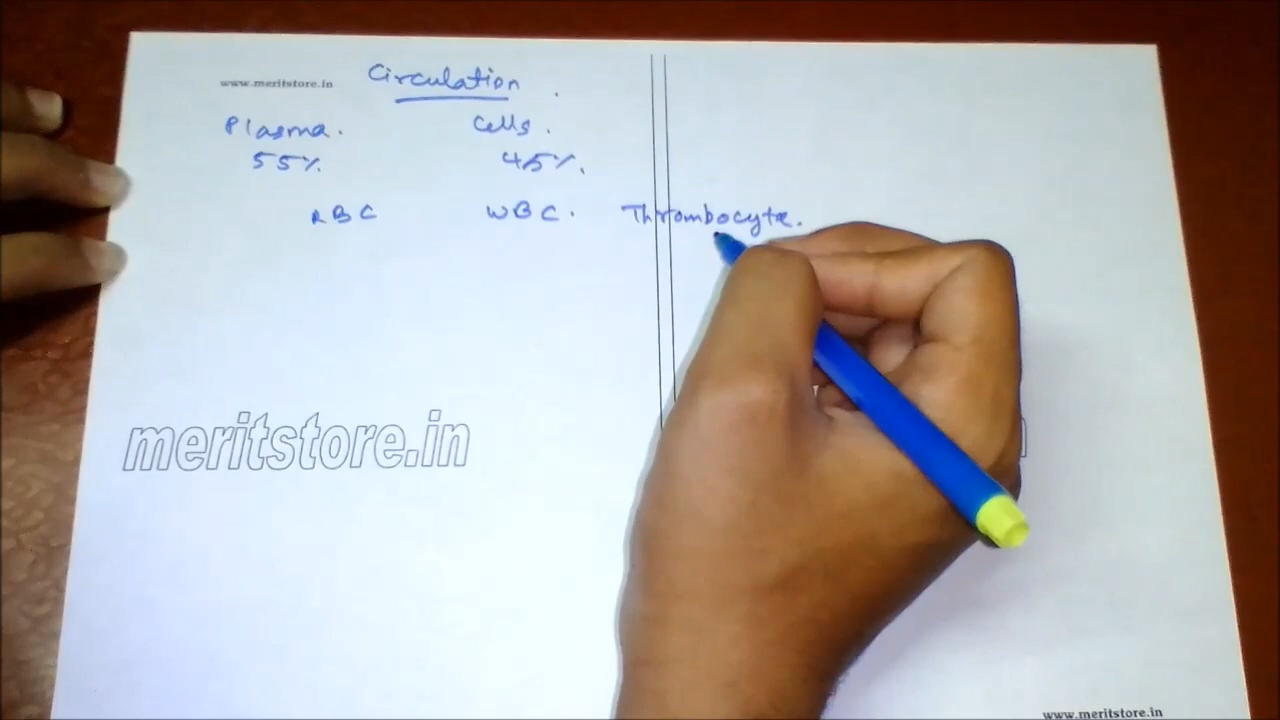 www.meritstore.in Circulation.
Plasma. Cells.
55% 45%.
RBC WBC. Thrombocyte.
meritstore.in
www.meritstore.in